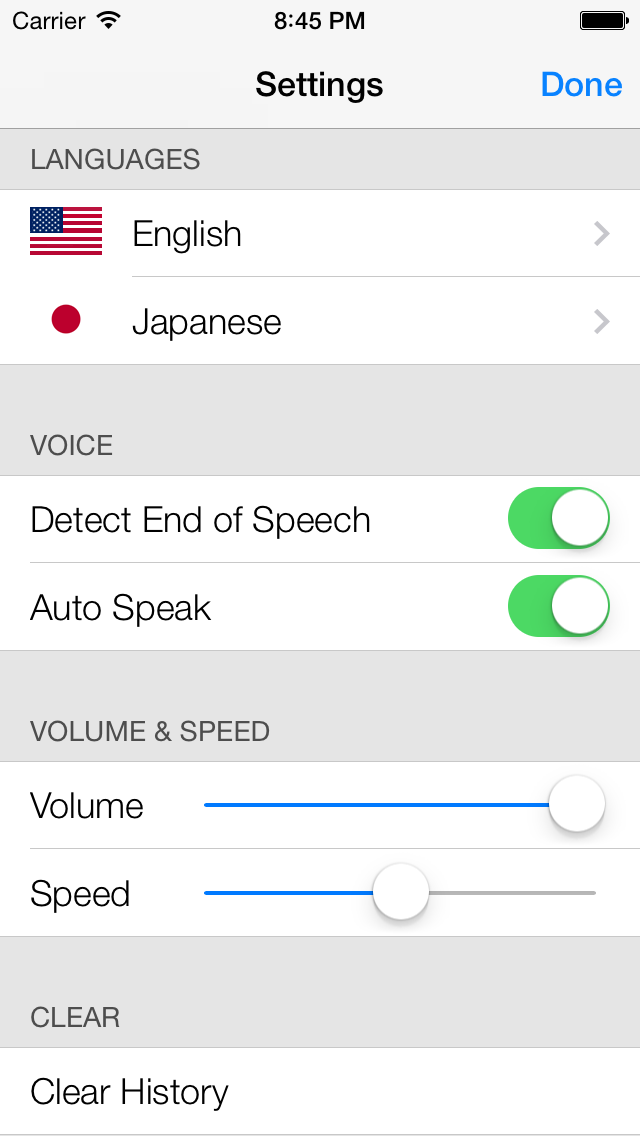 Carrier 8:45 PM
Settings Done
LANGUAGES
English
Japanese
VOICE
Detect End of Speech
Auto Speak
VOLUME & SPEED
Volume
Speed
CLEAR
Clear History